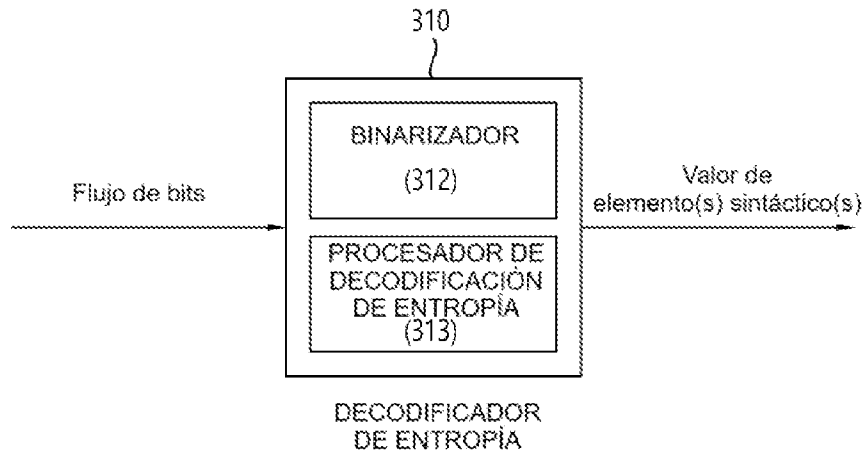 310
BINARIZADOR
(312)
Flujo de bits
Valor de
elemento(s) sintáctico(s)
PROCESADOR DE
DECODIFICACIÓN
DE ENTROPÍA
(313)
DECODIFICADOR
DE ENTROPÍA